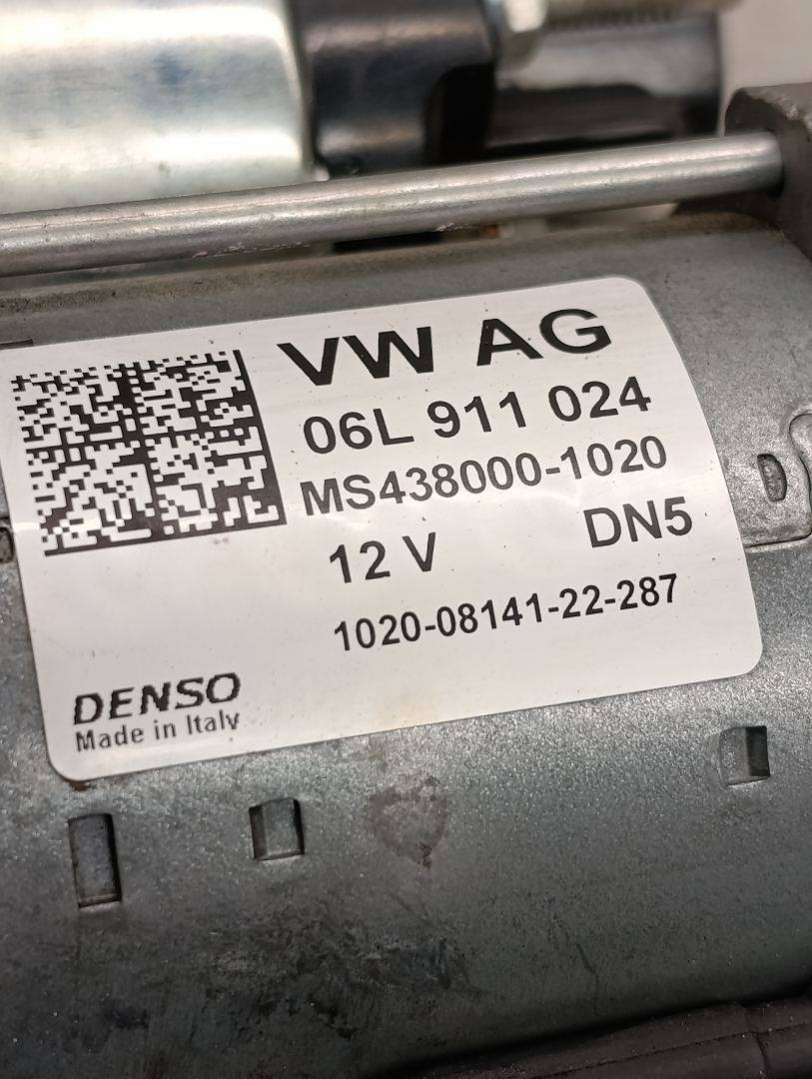 VW AG
06L 911 024
MS438000-1020
12 V DN5
1020-08141-22-287
DENSO
Made in Italy